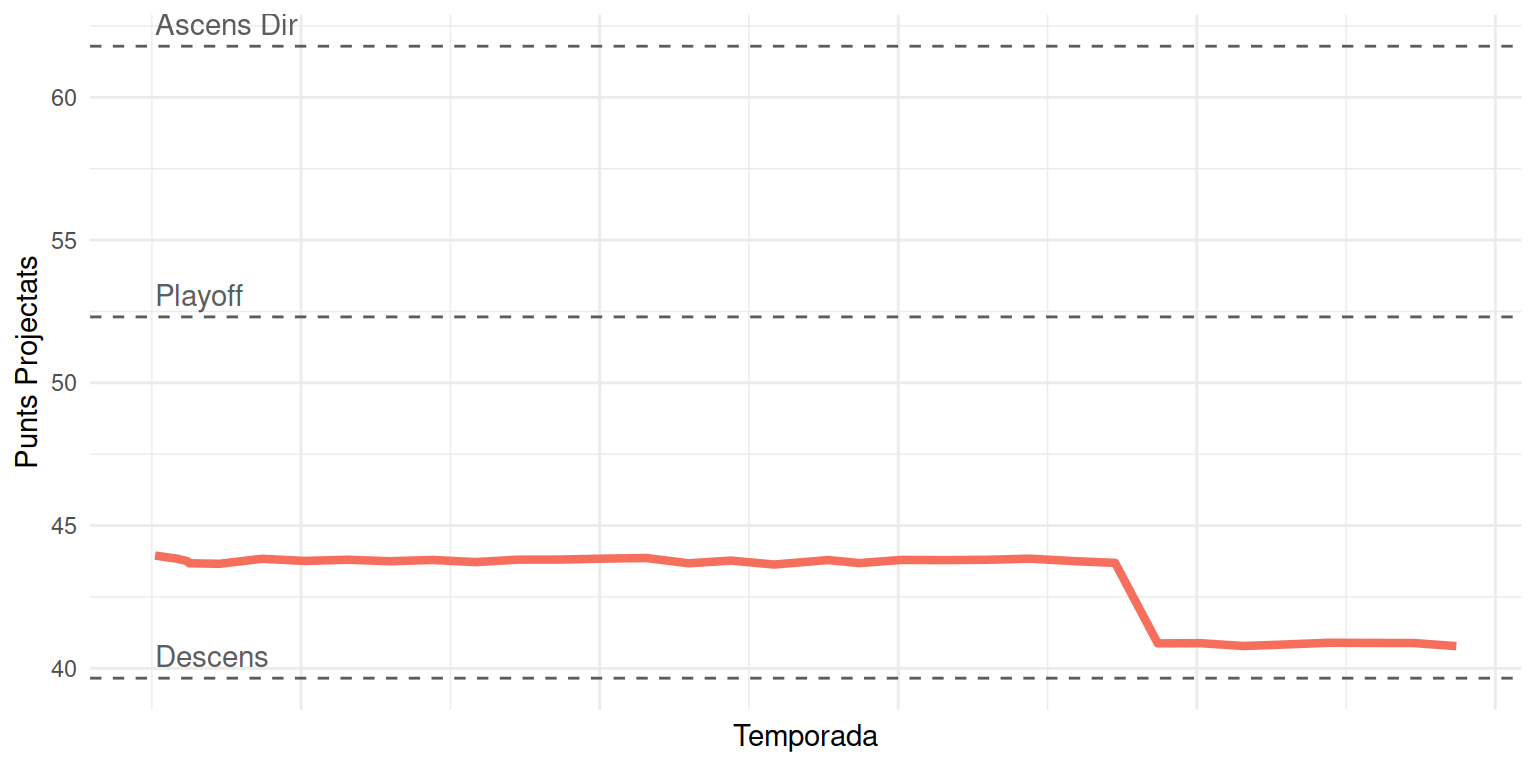 Ascens Dir
60
55
Playoff
50
45
Descens
40
Punts Projectats
Temporada